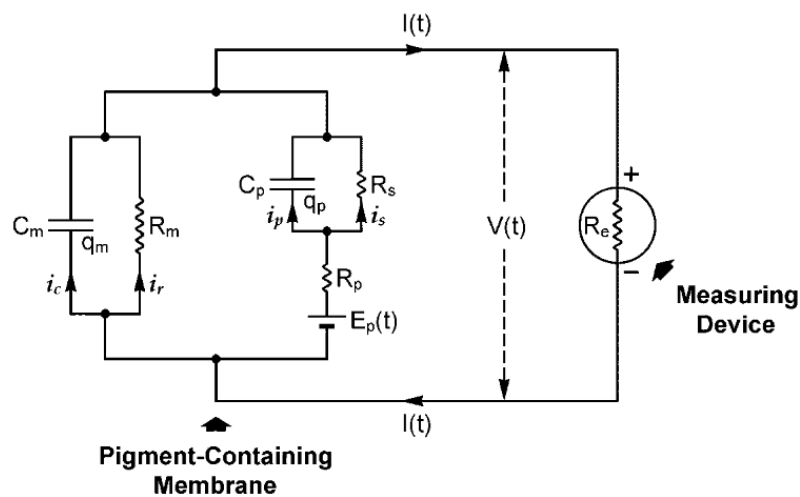 I(t)
C_p
q_p
R_s
i_p
i_s
C_m
q_m
R_m
i_c
i_r
R_p
E_p(t)
V(t)
+
R_e
−
Measuring
Device
I(t)
Pigment-Containing
Membrane